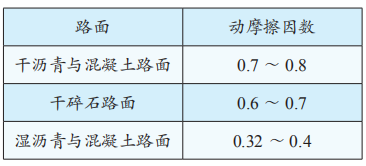 路面 动摩擦因数
干沥青与混凝土路面 0.7 ~ 0.8
干碎石路面 0.6 ~ 0.7
湿沥青与混凝土路面 0.32 ~ 0.4